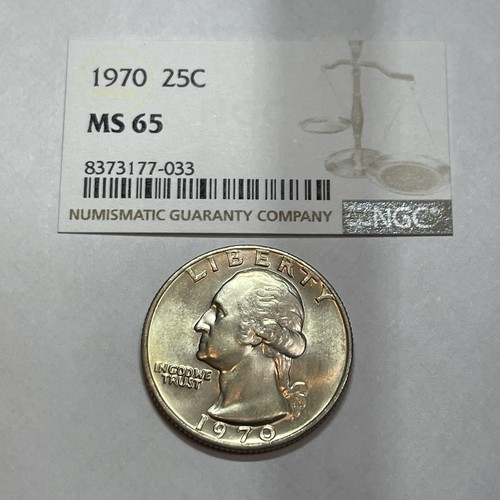 1970 25C
MS 65
8373177-033
NUMISMATIC GUARANTY COMPANY
NGC
LIBERTY
IN GOD WE
TRUST
1970